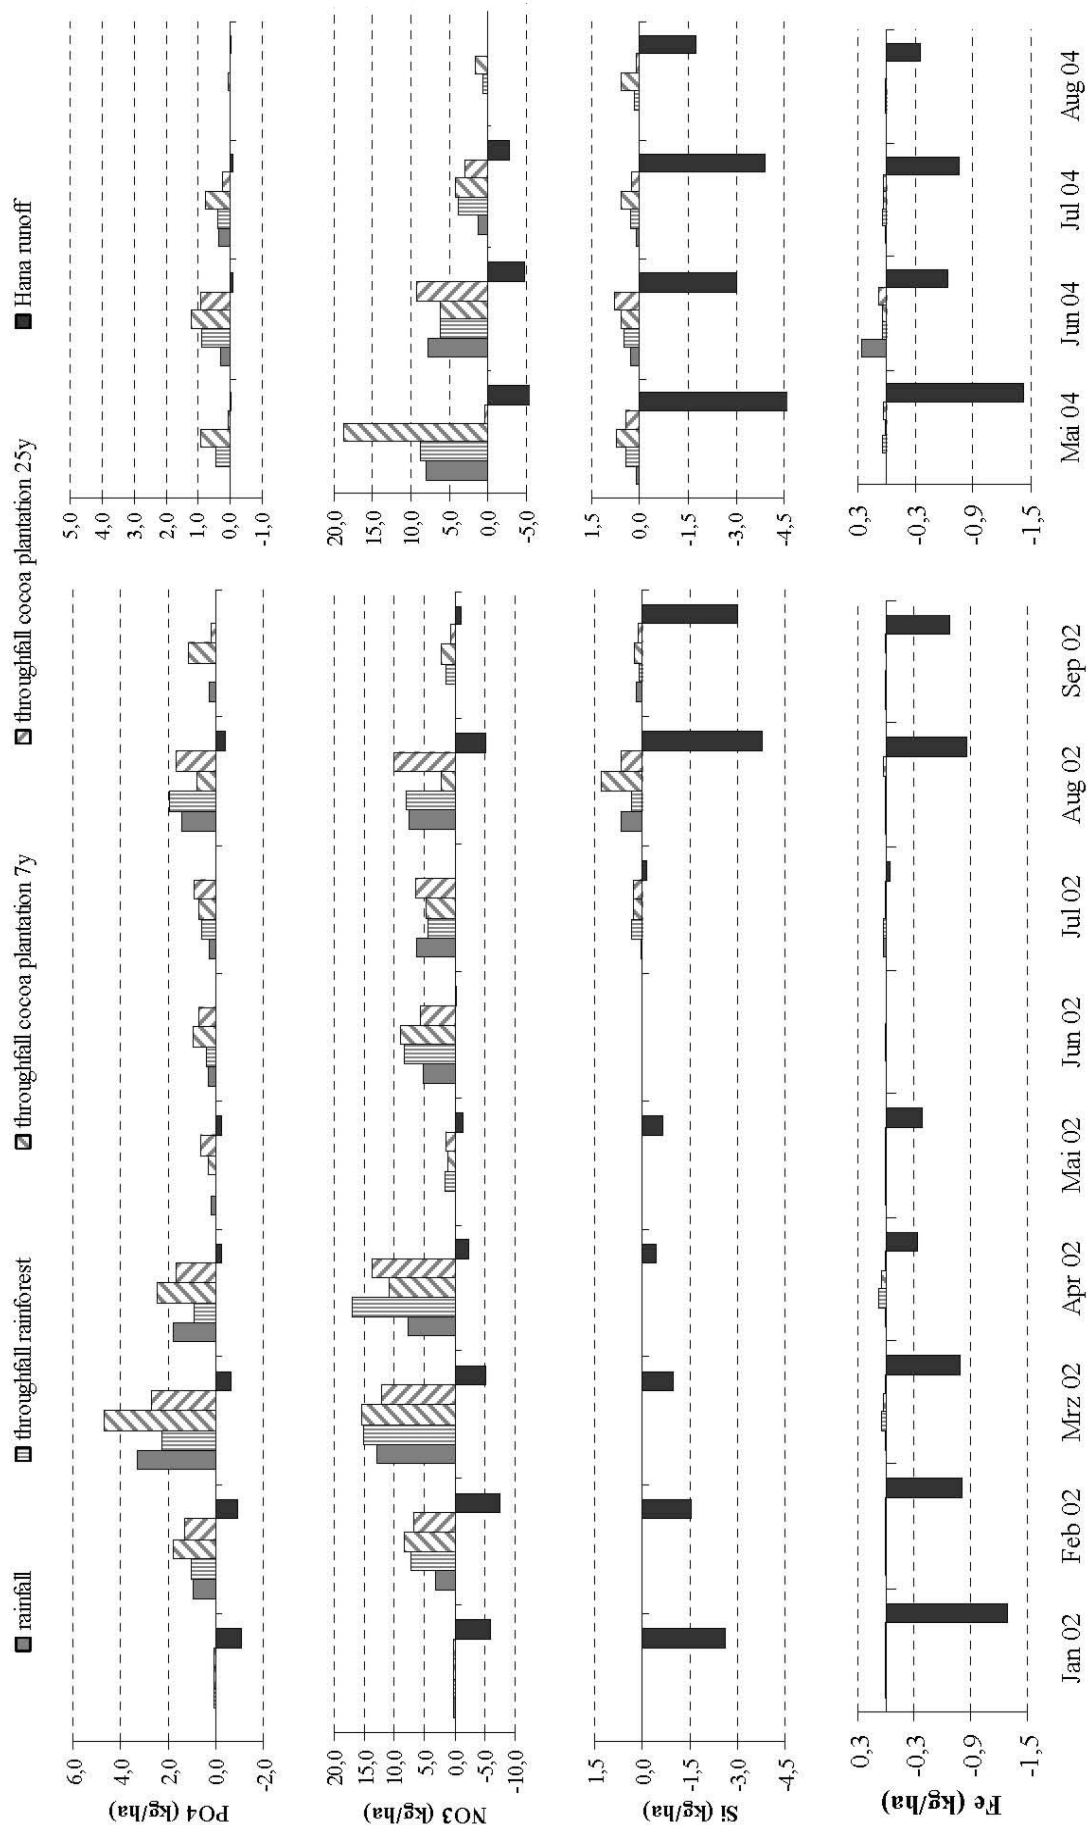 rainfall
throughfall rainforest
throughfall cocoa plantation 7y
throughfall cocoa plantation 25y
Hana runoff
PO4 (kg/ha)
6,0
4,0
2,0
0,0
-2,0
5,0
4,0
3,0
2,0
1,0
0,0
-1,0
NO3 (kg/ha)
20,0
15,0
10,0
5,0
0,0
-5,0
-10,0
20,0
15,0
10,0
5,0
0,0
-5,0
Si (kg/ha)
1,5
0,0
-1,5
-3,0
-4,5
1,5
0,0
-1,5
-3,0
-4,5
Fe (kg/ha)
0,3
-0,3
-0,9
-1,5
0,3
-0,3
-0,9
-1,5
Jan 02
Feb 02
Mrz 02
Apr 02
Mai 02
Jun 02
Jul 02
Aug 02
Sep 02
Mai 04
Jun 04
Jul 04
Aug 04